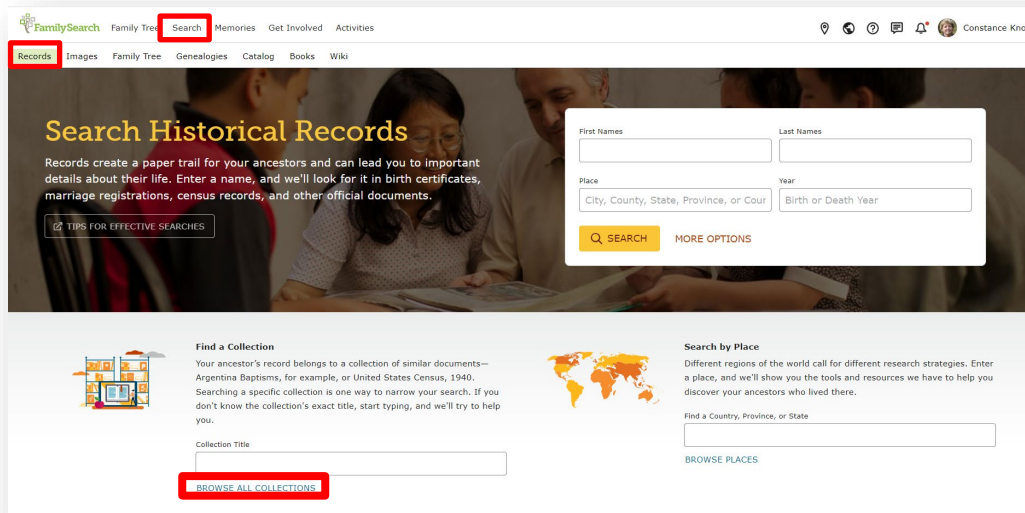 FamilySearch Family Tree Search Memories Get Involved Activities Constance Kno
Records Images Family Tree Genealogies Catalog Books Wiki
Search Historical Records
Records create a paper trail for your ancestors and can lead you to important
details about their life. Enter a name, and we'll look for it in birth certificates,
marriage registrations, census records, and other official documents.
TIPS FOR EFFECTIVE SEARCHES
First Names Last Names
Place Year
City, County, State, Province, or Cour Birth or Death Year
SEARCH MORE OPTIONS
Find a Collection
Your ancestor's record belongs to a collection of similar documents—
Argentina Baptisms, for example, or United States Census, 1940.
Searching a specific collection is one way to narrow your search. If you
don't know the collection's exact title, start typing, and we'll try to help
you.
Collection Title
BROWSE ALL COLLECTIONS
Search by Place
Different regions of the world call for different research strategies. Enter
a place, and we'll show you the tools and resources we have to help you
discover your ancestors who lived there.
Find a Country, Province, or State
BROWSE PLACES